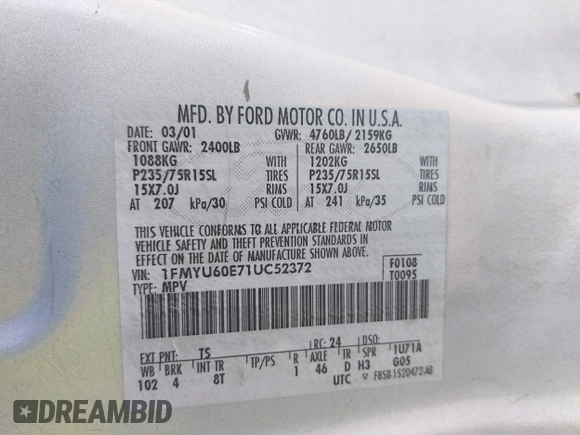 MFD. BY FORD MOTOR CO. IN U.S.A.
DATE: 03/01 GVWR: 4760LB/ 2159KG
FRONT GAWR: 2400LB REAR GAWR: 2650LB
1088KG WITH 1202KG WITH
P235/75R15SL TIRES P235/75R15SL TIRES
15X7.0J RIMS 15X7.0J RIMS
AT 207 kPa/30 PSI COLD AT 241 kPa/35 PSI COLD
THIS VEHICLE CONFORMS TO ALL APPLICABLE FEDERAL MOTOR
VEHICLE SAFETY AND THEFT PREVENTION STANDARDS IN
EFFECT ON THE DATE OF MANUFACTURE SHOWN ABOVE.
VIN: 1FMYU60E71UC52372 F0108
TYPE: MPV T0095
EXT PNT: TS RC: 24 DSO:
WB BRK INT TR TP/PS R AXLE TR SPR 1U71A
102 4 8T 1 46 D H3 G05
UTC V F85B-1520472-AB
DREAMBID